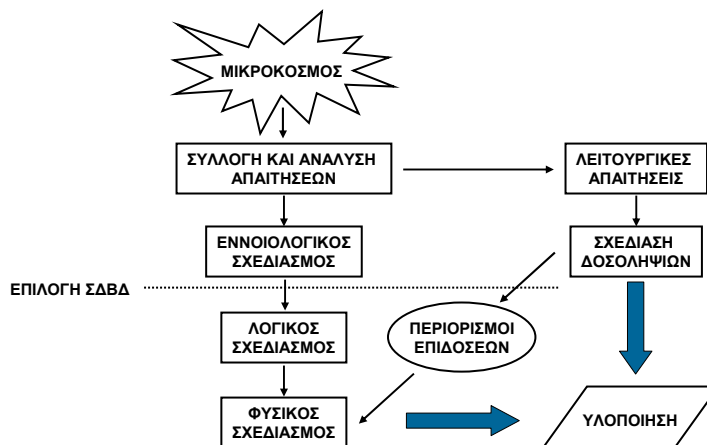 ΜΙΚΡΟΚΟΣΜΟΣ
ΣΥΛΛΟΓΗ ΚΑΙ ΑΝΑΛΥΣΗ
ΑΠΑΙΤΗΣΕΩΝ
ΛΕΙΤΟΥΡΓΙΚΕΣ
ΑΠΑΙΤΗΣΕΙΣ
ΕΝΝΟΙΟΛΟΓΙΚΟΣ
ΣΧΕΔΙΑΣΜΟΣ
ΣΧΕΔΙΑΣΗ
ΔΟΣΟΛΗΨΙΩΝ
ΕΠΙΛΟΓΗ ΣΔΒΔ
ΛΟΓΙΚΟΣ
ΣΧΕΔΙΑΣΜΟΣ
ΠΕΡΙΟΡΙΣΜΟΙ
ΕΠΙΔΟΣΕΩΝ
ΦΥΣΙΚΟΣ
ΣΧΕΔΙΑΣΜΟΣ
ΥΛΟΠΟΙΗΣΗ